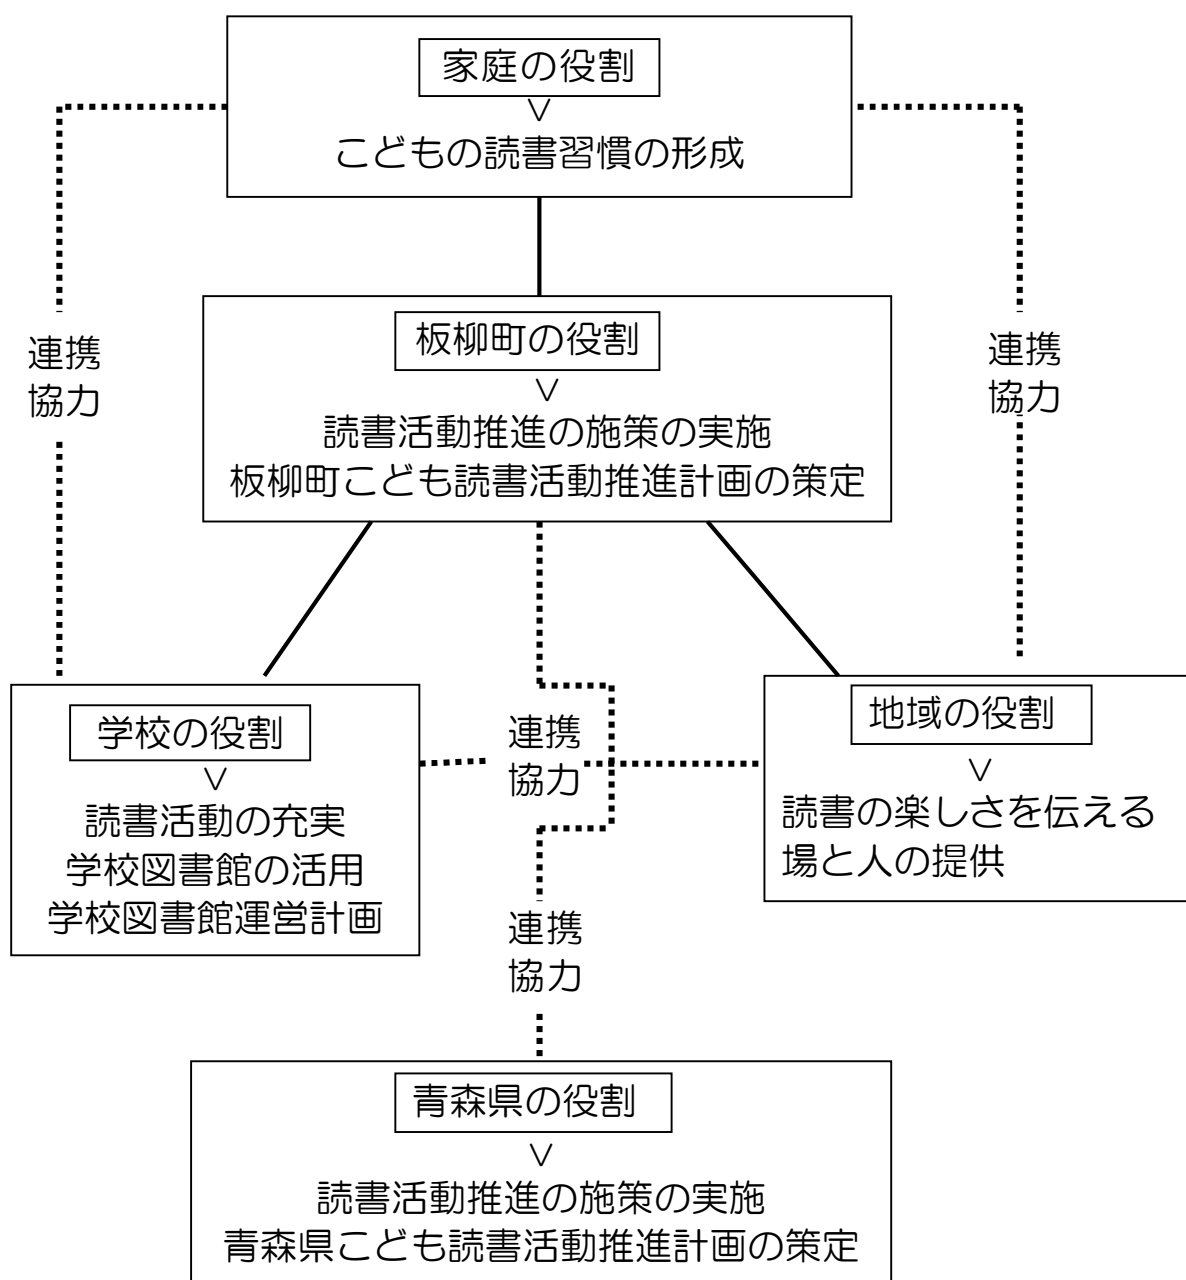 家庭の役割
∨
こどもの読書習慣の形成
板柳町の役割
∨
読書活動推進の施策の実施
板柳町こども読書活動推進計画の策定
連携
協力
連携
協力
学校の役割
∨
読書活動の充実
学校図書館の活用
学校図書館運営計画
連携
協力
地域の役割
∨
読書の楽しさを伝える
場と人の提供
連携
協力
青森県の役割
∨
読書活動推進の施策の実施
青森県こども読書活動推進計画の策定